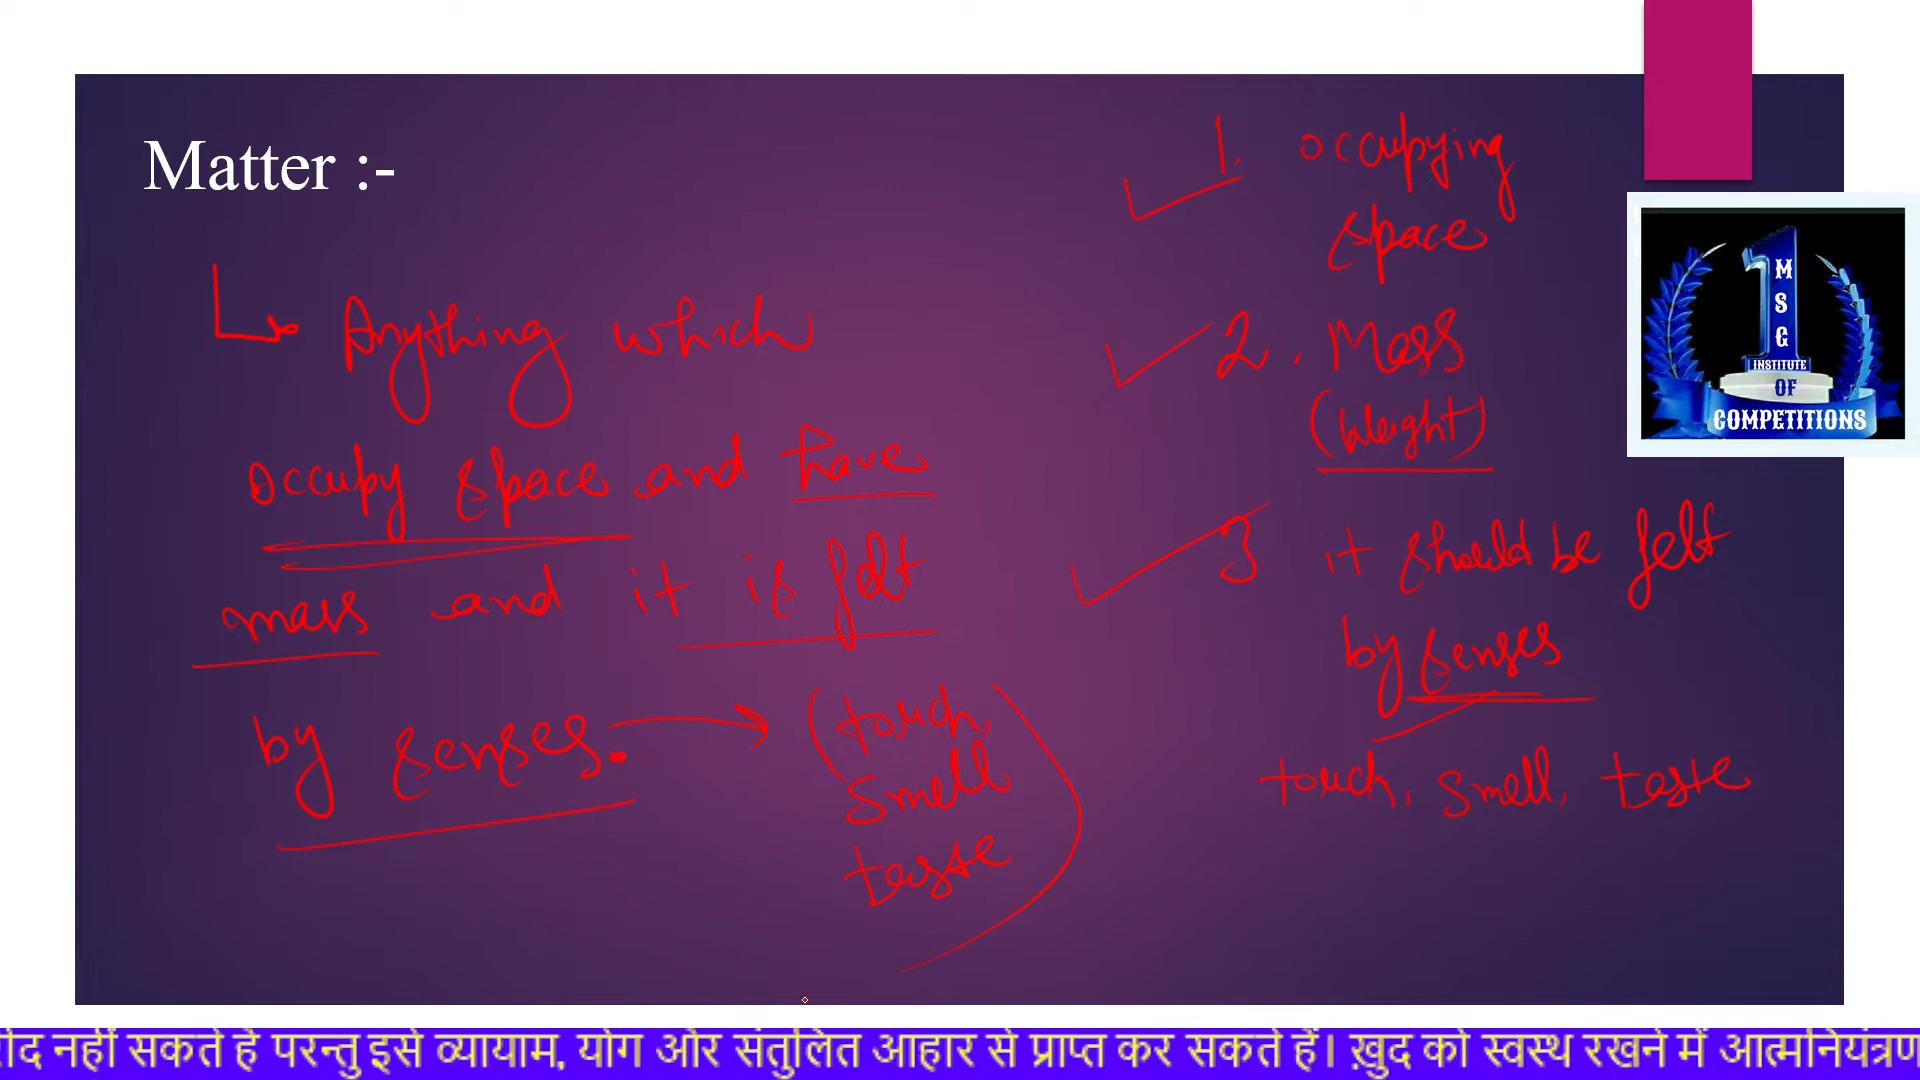 Matter :-
Anything which
occupy space and have
mass and it is felt
by senses.
(touch,
smell
taste)
1. occupying
space
2. Mass
(Weight)
3. it should be felt
by senses
touch, smell, taste
1
M
S
G
INSTITUTE
OF
COMPETITIONS
नहीं सकते है परन्तु इसे व्यायाम, योग ओर संतुलित आहार से प्राप्त कर सकते हैं। ख़ुद को स्वस्थ रखने में आत्मनियंत्रण